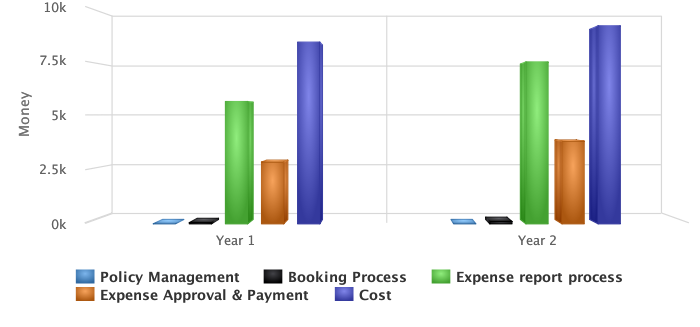 10k
7.5k
5k
2.5k
0k
Money
Year 1 Year 2
Policy Management Booking Process Expense report process
Expense Approval & Payment Cost